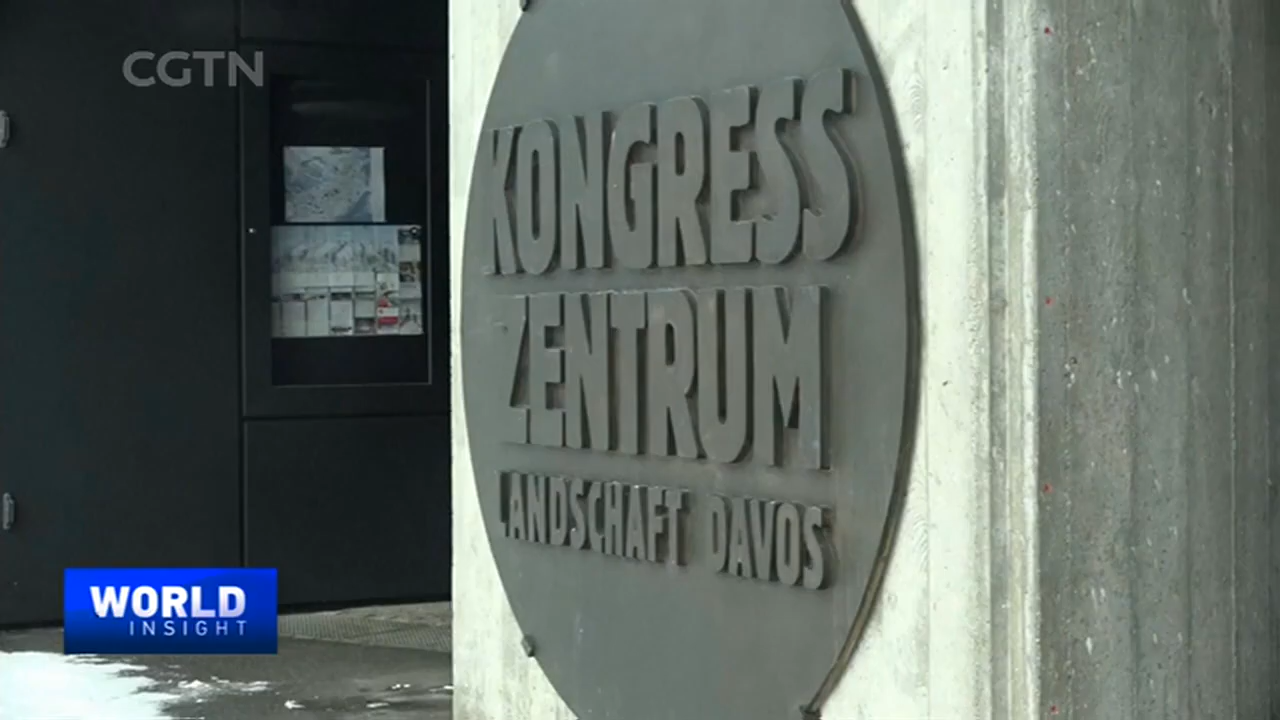 CGTN
KONGRESS
ZENTRUM
LANDSCHAFT DAVOS
WORLD
INSIGHT